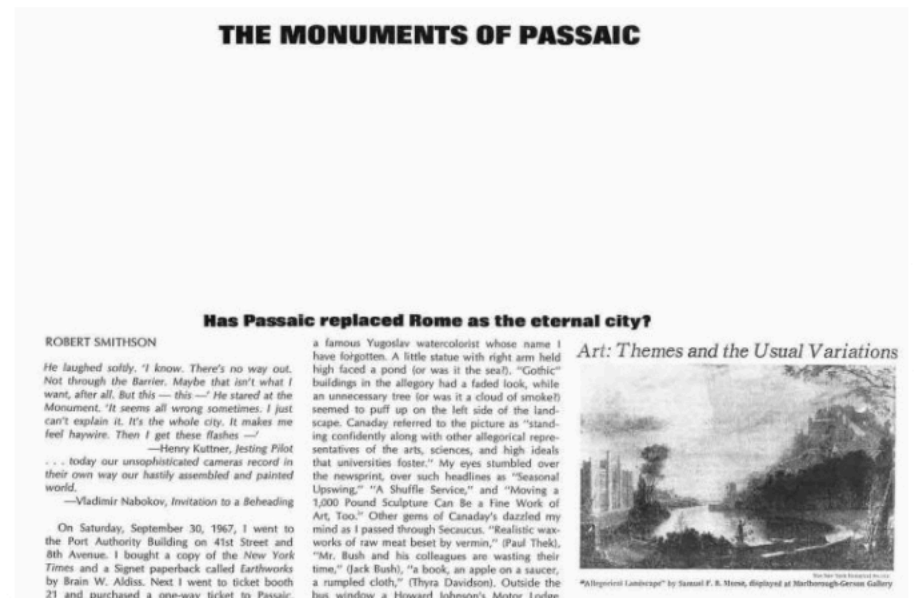 THE MONUMENTS OF PASSAIC
Has Passaic replaced Rome as the eternal city?
ROBERT SMITHSON
He laughed softly. 'I know. There's no way out.
Not through the Barrier. Maybe that isn't what I
want, after all. But this — this —' He stared at the
Monument. 'It seems all wrong sometimes. I just
can't explain it. It's the whole city. It makes me
feel haywire. Then I get these flashes —'
—Henry Kuttner, Jesting Pilot
. . . today our unsophisticated cameras record in
their own way our hastily assembled and painted
world.
—Vladimir Nabokov, Invitation to a Beheading
On Saturday, September 30, 1967, I went to
the Port Authority Building on 41st Street and
8th Avenue. I bought a copy of the New York
Times and a Signet paperback called Earthworks
by Brain W. Aldiss. Next I went to ticket booth
21 and purchased a one-way ticket to Passaic.
a famous Yugoslav watercolorist whose name I
have forgotten. A little statue with right arm held
high faced a pond (or was it the sea?). "Gothic"
buildings in the allegory had a faded look, while
an unnecessary tree (or was it a cloud of smoke?)
seemed to puff up on the left side of the land-
scape. Canaday referred to the picture as "stand-
ing confidently along with other allegorical repre-
sentatives of the arts, sciences, and high ideals
that universities foster." My eyes stumbled over
the newsprint, over such headlines as "Seasonal
Upswing," "A Shuffle Service," and "Moving a
1,000 Pound Sculpture Can Be a Fine Work of
Art, Too." Other gems of Canaday's dazzled my
mind as I passed through Secaucus. "Realistic wax-
works of raw meat beset by vermin," (Paul Thek),
"Mr. Bush and his colleagues are wasting their
time," (Jack Bush), "a book, an apple on a saucer,
a rumpled cloth," (Thyra Davidson). Outside the
bus window a Howard Johnson's Motor Lodge
Art: Themes and the Usual Variations
"Allegorical Landscape" by Samuel F. B. Morse, displayed at Marlborough-Gerson Gallery